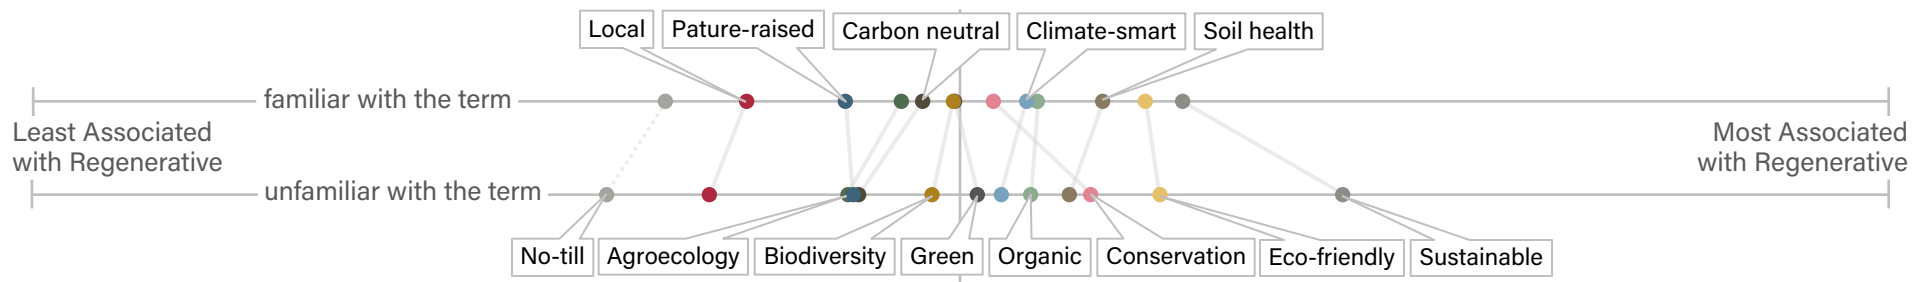 Local
Pature-raised
Carbon neutral
Climate-smart
Soil health
familiar with the term
Least Associated
with Regenerative
Most Associated
with Regenerative
unfamiliar with the term
No-till
Agroecology
Biodiversity
Green
Organic
Conservation
Eco-friendly
Sustainable